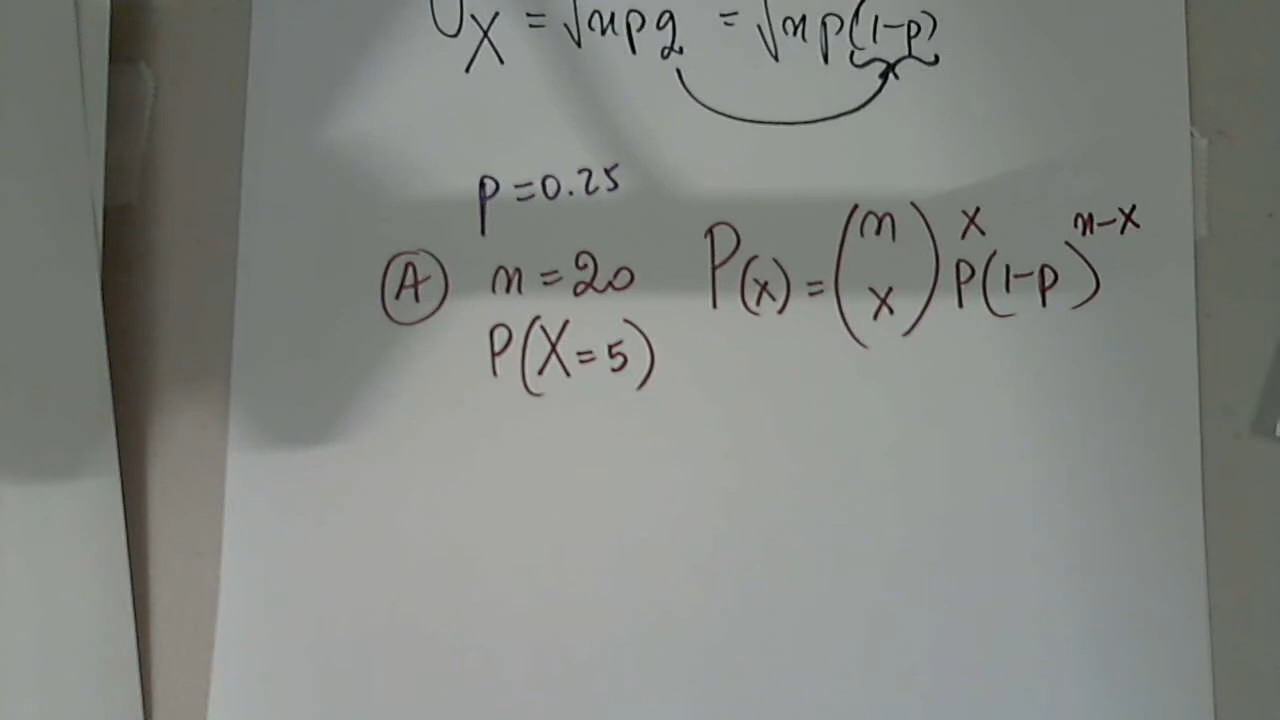 σX = √npq = √np(1-p)
p=0.25
Ⓐ n=20 P(x) = (n x) p^x (1-p)^n-x
P(X=5)